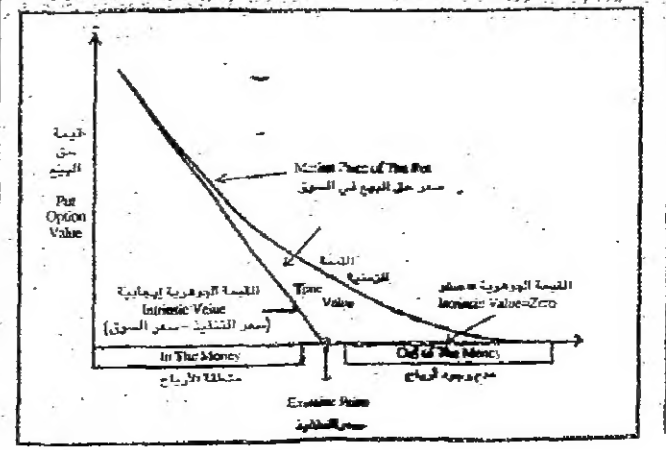 قيمة
حق
البيع
Put
Option
Value
Market Price of The Put
سعر حق البيع في السوق
القيمة
الزمنية
Time
Value
القيمة الجوهرية إيجابية
Intrinsic Value
(سعر التنفيذ – سعر السوق)
القيمة الجوهرية = صفر
Intrinsic Value=Zero
In The Money
Out of The Money
منطقة الأرباح
عدم وجود أرباح
Exercise Price
سعر التنفيذ